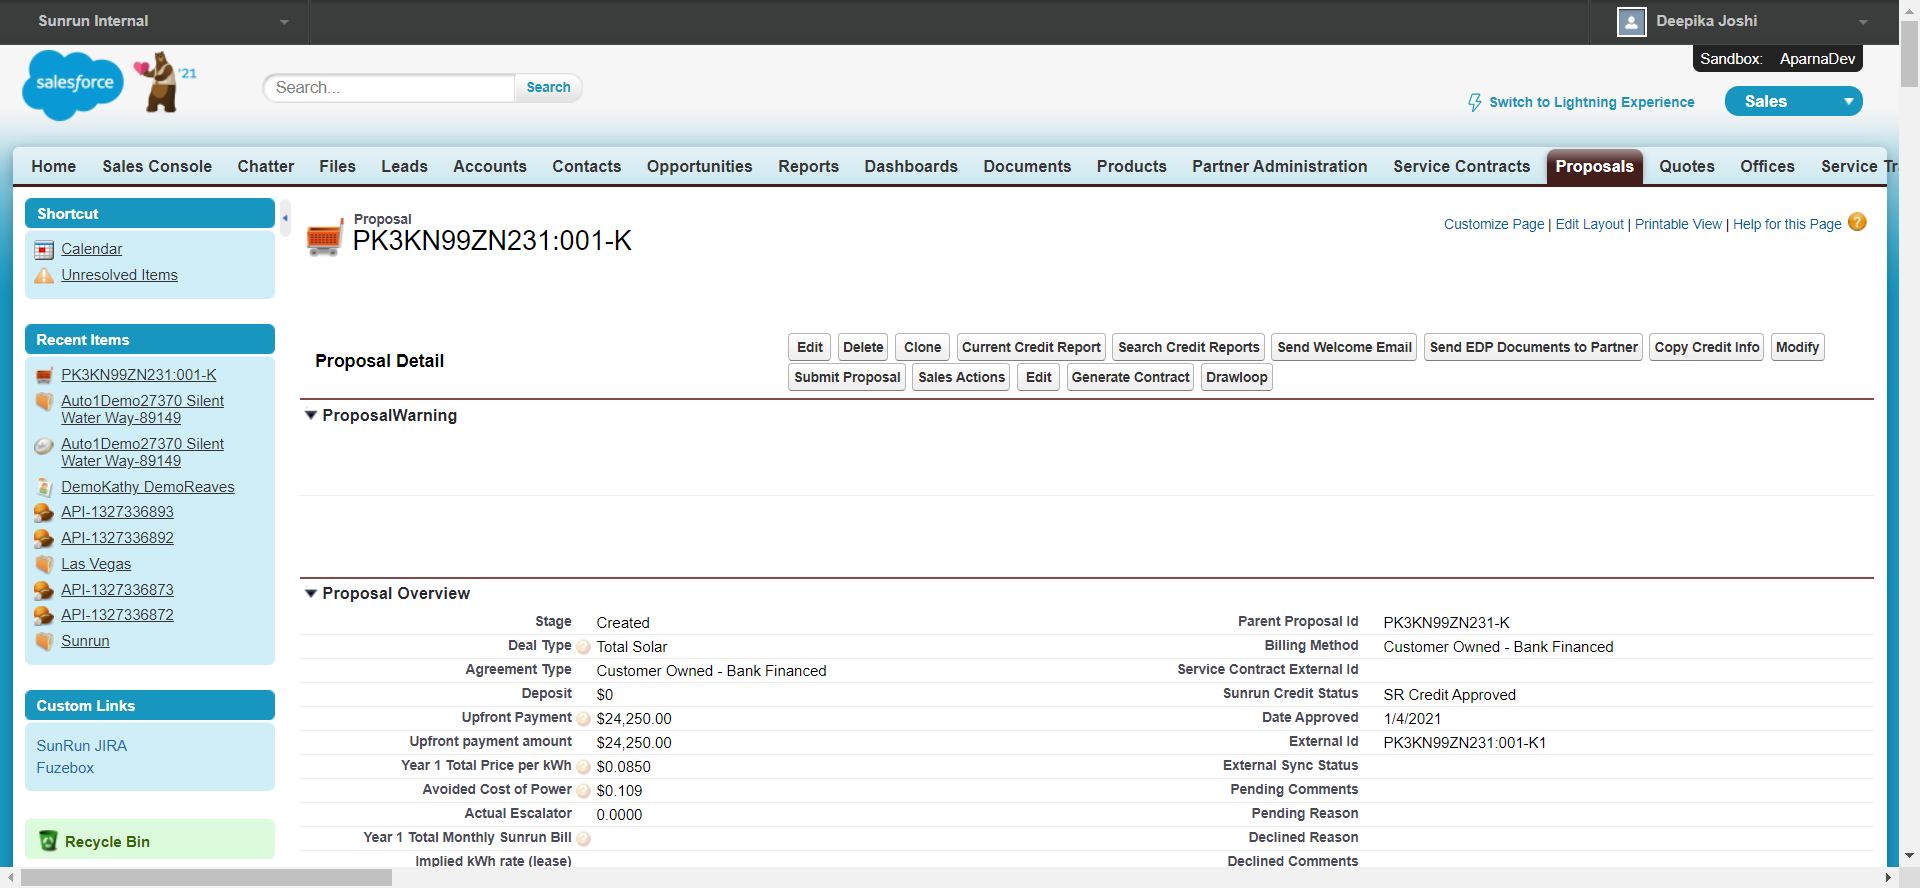 Sunrun Internal
Deepika Joshi
salesforce
'21
Search...
Search
Sandbox: AparnaDev
Switch to Lightning Experience
Sales
Home Sales Console Chatter Files Leads Accounts Contacts Opportunities Reports Dashboards Documents Products Partner Administration Service Contracts Proposals Quotes Offices Service Tr
Shortcut
Calendar
Unresolved Items
Recent Items
PK3KN99ZN231:001-K
Auto1Demo27370 Silent
Water Way-89149
Auto1Demo27370 Silent
Water Way-89149
DemoKathy DemoReaves
API-1327336893
API-1327336892
Las Vegas
API-1327336873
API-1327336872
Sunrun
Custom Links
SunRun JIRA
Fuzebox
Recycle Bin
Proposal
PK3KN99ZN231:001-K
Customize Page | Edit Layout | Printable View | Help for this Page ?
Proposal Detail
Edit Delete Clone Current Credit Report Search Credit Reports Send Welcome Email Send EDP Documents to Partner Copy Credit Info Modify
Submit Proposal Sales Actions Edit Generate Contract Drawloop
ProposalWarning
Proposal Overview
Stage Created Parent Proposal Id PK3KN99ZN231-K
Deal Type ? Total Solar Billing Method Customer Owned - Bank Financed
Agreement Type Customer Owned - Bank Financed Service Contract External Id
Deposit $0 Sunrun Credit Status SR Credit Approved
Upfront Payment ? $24,250.00 Date Approved 1/4/2021
Upfront payment amount $24,250.00 External Id PK3KN99ZN231:001-K1
Year 1 Total Price per kWh ? $0.0850 External Sync Status
Avoided Cost of Power ? $0.109 Pending Comments
Actual Escalator 0.0000 Pending Reason
Year 1 Total Monthly Sunrun Bill ? Declined Reason
Implied kWh rate (lease) Declined Comments